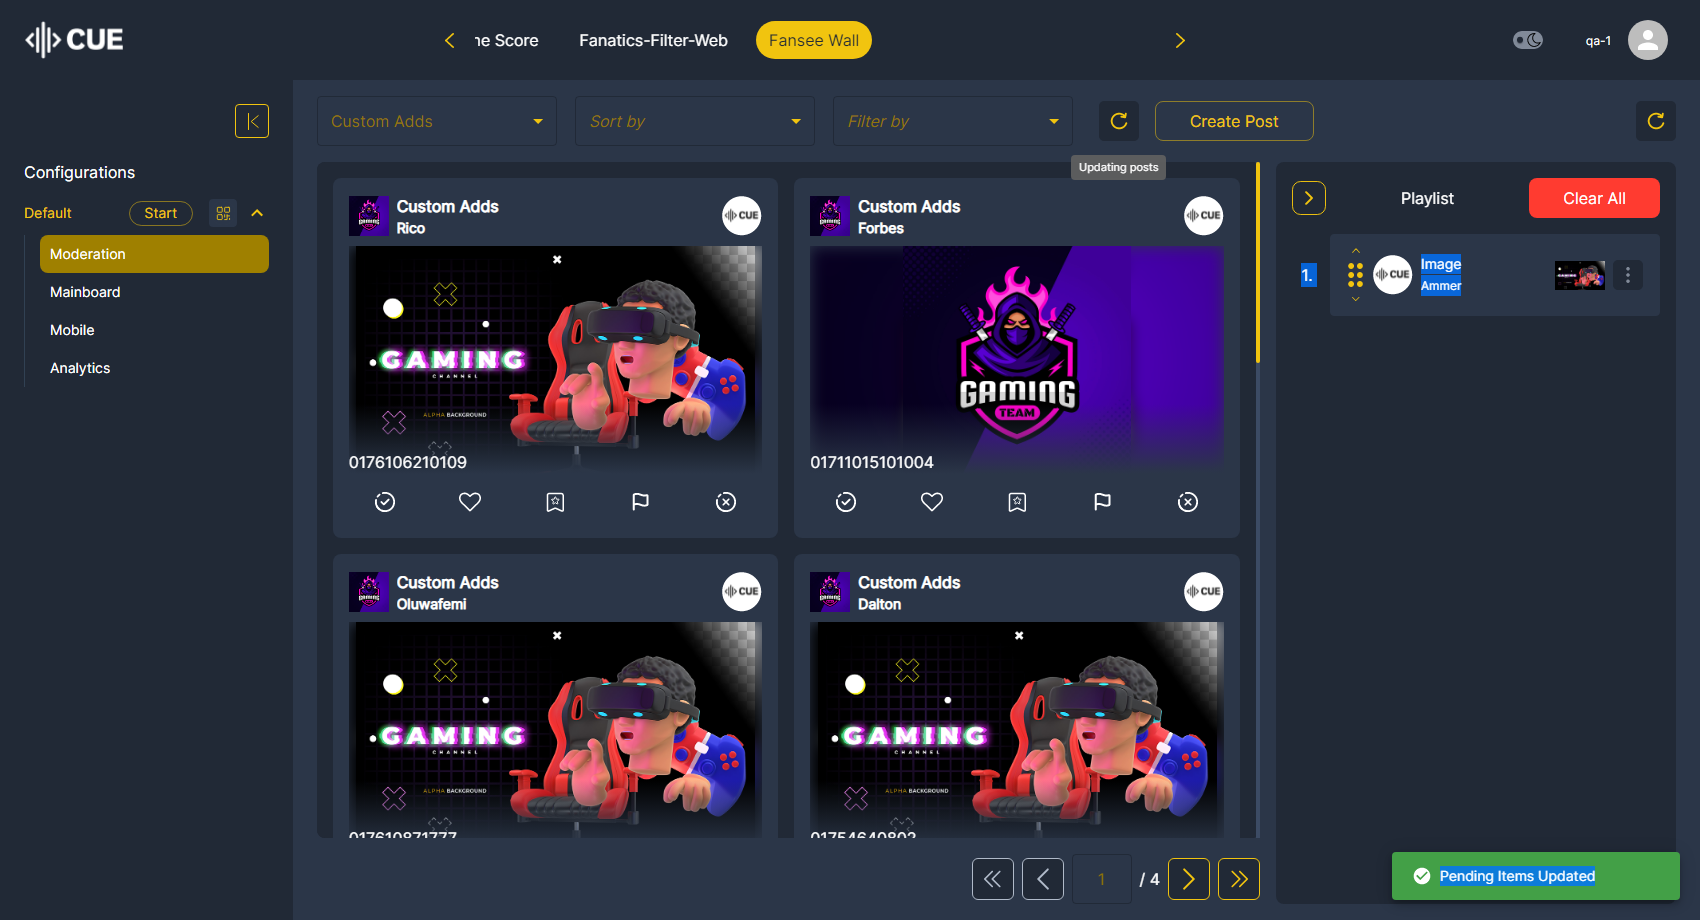 CUE
ne Score
Fanatics-Filter-Web
Fansee Wall
qa-1
Configurations
Default
Start
Moderation
Mainboard
Mobile
Analytics
Custom Adds
Sort by
Filter by
Create Post
Updating posts
Custom Adds
Rico
CUE
GAMING
CHANNEL
ALPHA BACKGROUND
0176106210109
Custom Adds
Forbes
CUE
GAMING
TEAM
01711015101004
Custom Adds
Oluwafemi
CUE
GAMING
CHANNEL
ALPHA BACKGROUND
017610871777
Custom Adds
Dalton
CUE
GAMING
CHANNEL
ALPHA BACKGROUND
01754640802
1
/ 4
Playlist
Clear All
1.
CUE
Image
Ammer
Pending Items Updated